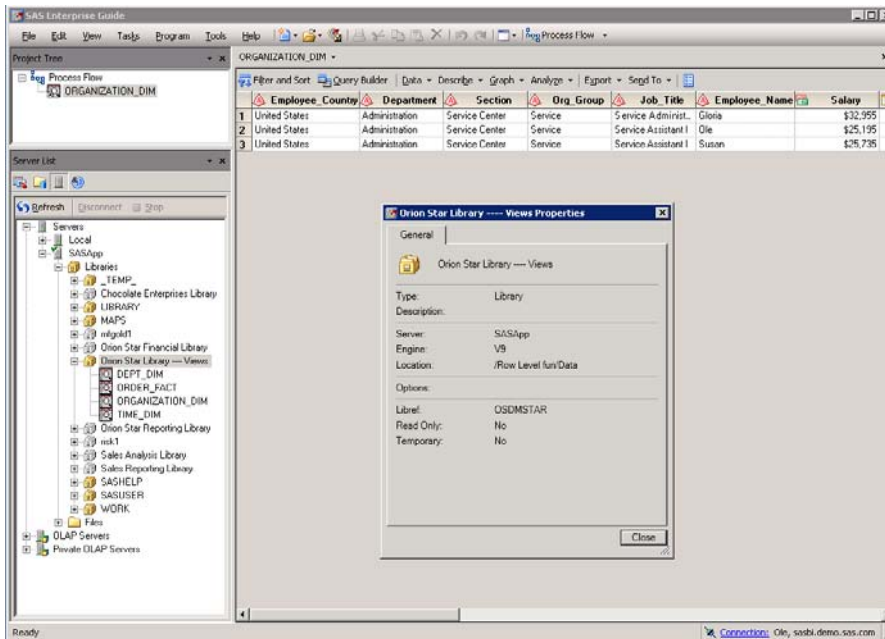 SAS Enterprise Guide
File Edit View Tasks Program Tools Help Process Flow
Project Tree
Process Flow
ORGANIZATION_DIM
Server List
Refresh Disconnect Stop
Servers
Local
SASApp
Libraries
_TEMP_
Chocolate Enterprises Library
LIBRARY
MAPS
mfgold1
Orion Star Financial Library
Orion Star Library ---- Views
DEPT_DIM
ORDER_FACT
ORGANIZATION_DIM
TIME_DIM
Orion Star Reporting Library
risk1
Sales Analysis Library
Sales Reporting Library
SASHELP
SASUSER
WORK
Files
OLAP Servers
Private OLAP Servers
ORGANIZATION_DIM
Filter and Sort Query Builder Data Describe Graph Analyze Export Send To
Employee_Country Department Section Org_Group Job_Title Employee_Name Salary
1 United States Administration Service Center Service Service Administ... Gloria $32,955
2 United States Administration Service Center Service Service Assistant I Ole $25,195
3 United States Administration Service Center Service Service Assistant I Susan $25,735
Orion Star Library ---- Views Properties
General
Orion Star Library ---- Views
Type: Library
Description:
Server: SASApp
Engine: V9
Location: /Row Level fun/Data
Options:
Libref: OSDMSTAR
Read Only: No
Temporary: No
Close
Ready
Connection: Ole, sasbi.demo.sas.com